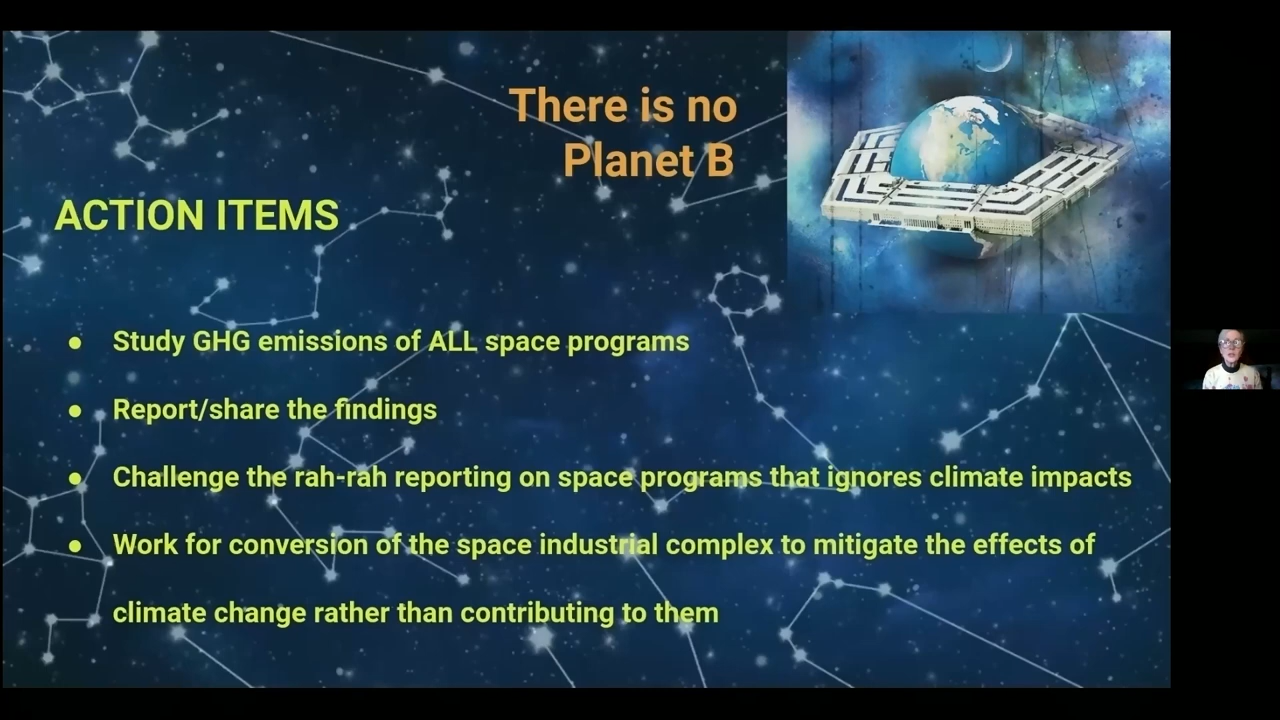 There is no
Planet B
ACTION ITEMS
● Study GHG emissions of ALL space programs
● Report/share the findings
● Challenge the rah-rah reporting on space programs that ignores climate impacts
● Work for conversion of the space industrial complex to mitigate the effects of
climate change rather than contributing to them